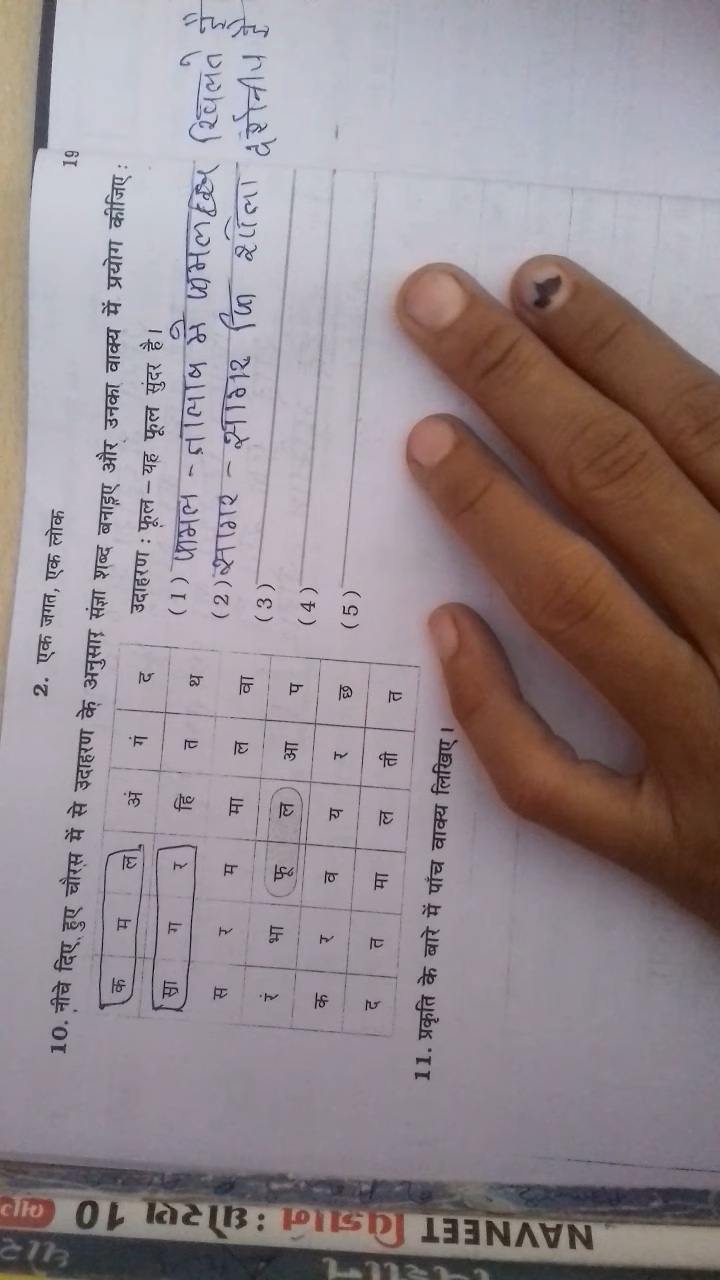 2. एक जगत, एक लोक 19
10. नीचे दिए हुए चौरस में से उदाहरण के अनुसार संज्ञा शब्द बनाइए और उनका वाक्य में प्रयोग कीजिए :
क म ल अं गं द
सा ग र हि त थ
स र म मा ल वा
रं भा फू ल आ प
क र व य र छ
द त मा ल ती त
उदाहरण : फूल – यह फूल सुंदर है।
(1) कमल - तालाब मे कमल खिलते है
(2) सागर - सागर कि शोभा दर्शनीय है
(3)
(4)
(5)
11. प्रकृति के बारे में पाँच वाक्य लिखिए।
NAVNEET વિજ્ઞાન : ધોરણ 10